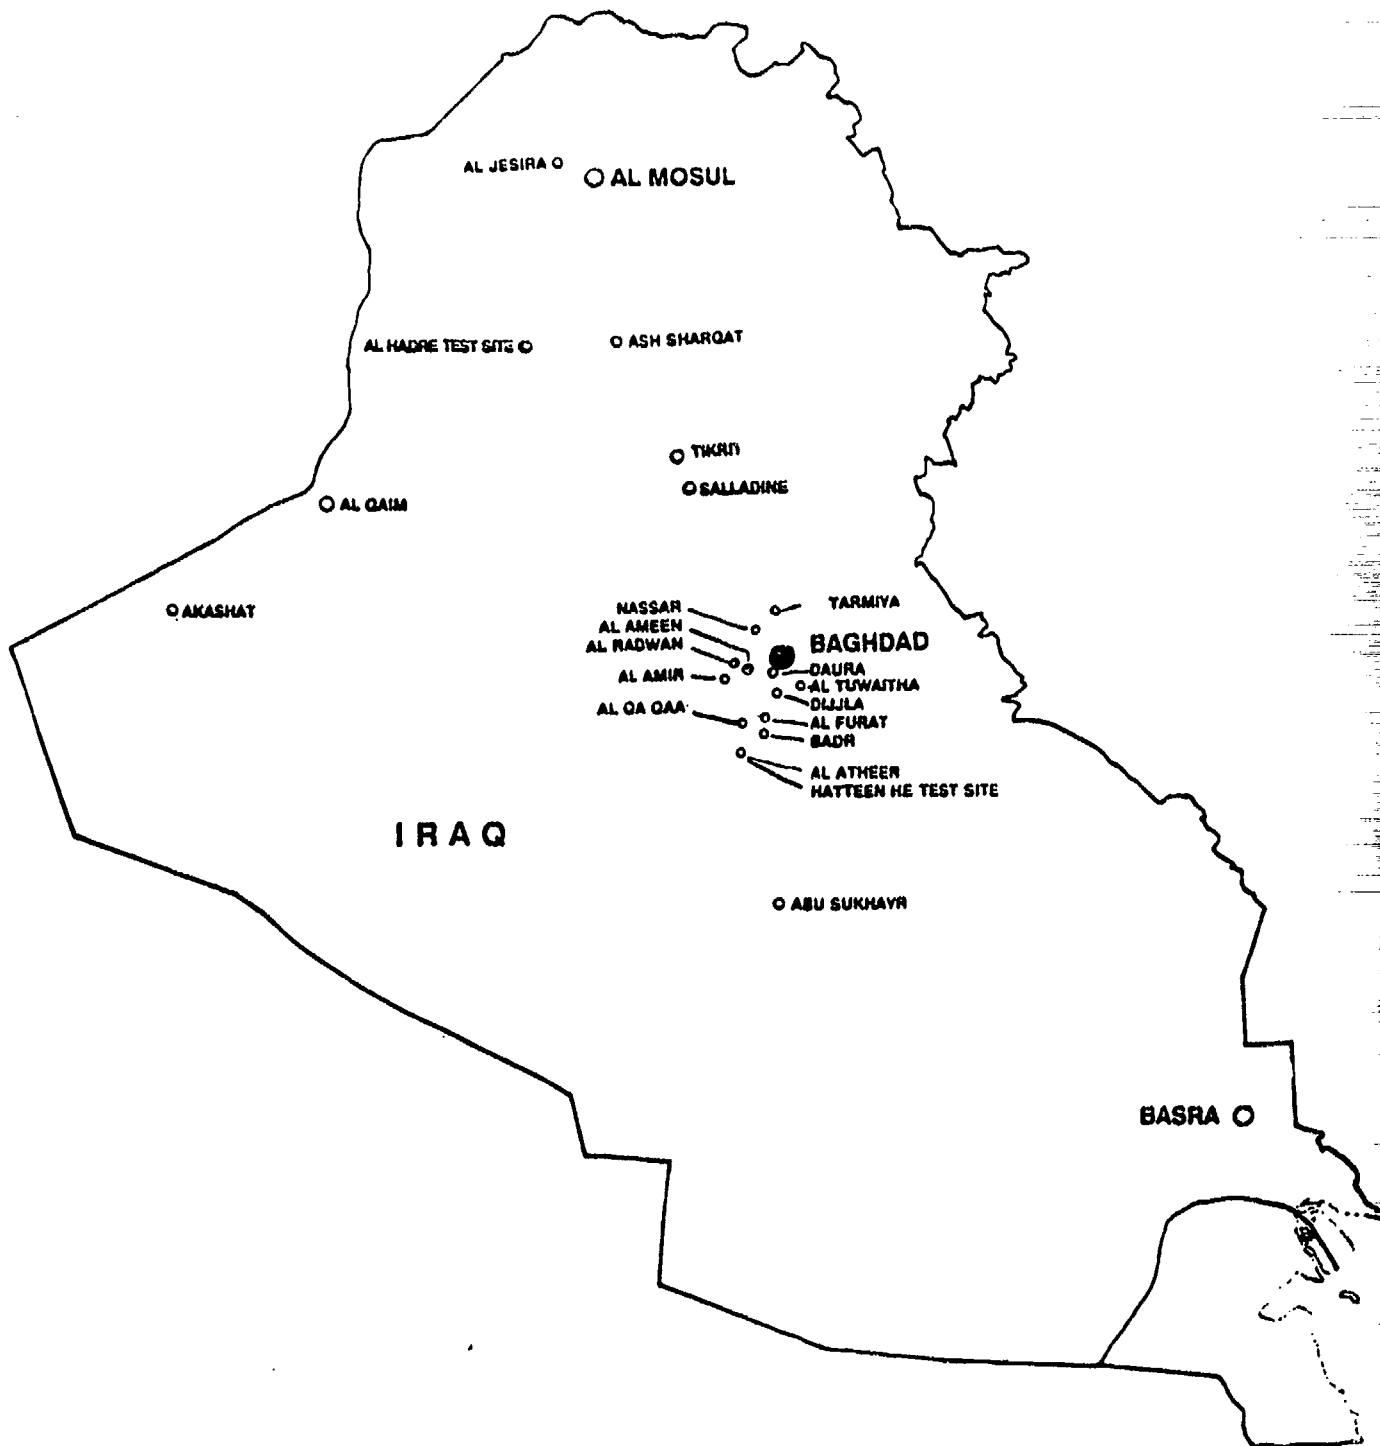 AL JESIRA
AL MOSUL
AL HADRE TEST SITE
ASH SHARQAT
TIKRIT
SALLADINE
AL QAIM
AKASHAT
NASSAR
TARMIYA
AL AMEEN
AL RADWAN
BAGHDAD
AL AMIR
DAURA
AL TUWAITHA
DIJJLA
AL QA QAA
AL FURAT
BADR
AL ATHEER
HATTEEN HE TEST SITE
IRAQ
ABU SUKHAYR
BASRA